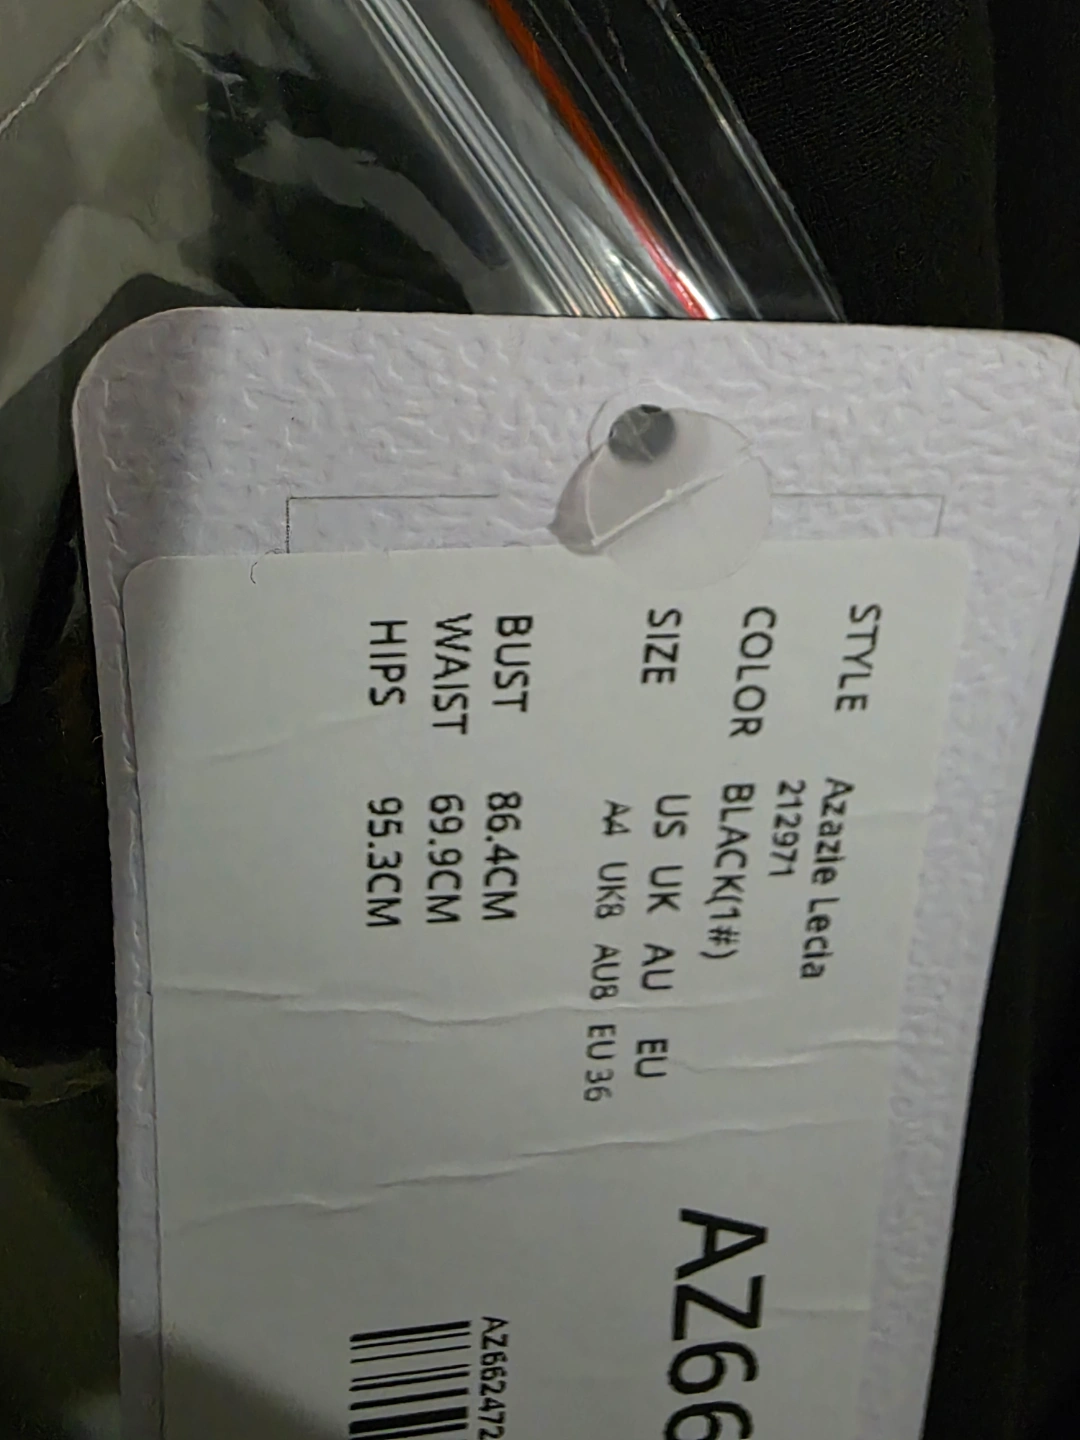 STYLE Azazie Lecia
212971
COLOR BLACK(1#)
SIZE US UK AU EU
A4 UK8 AU8 EU 36
BUST 86.4CM
WAIST 69.9CM
HIPS 95.3CM
AZ66
AZ662472